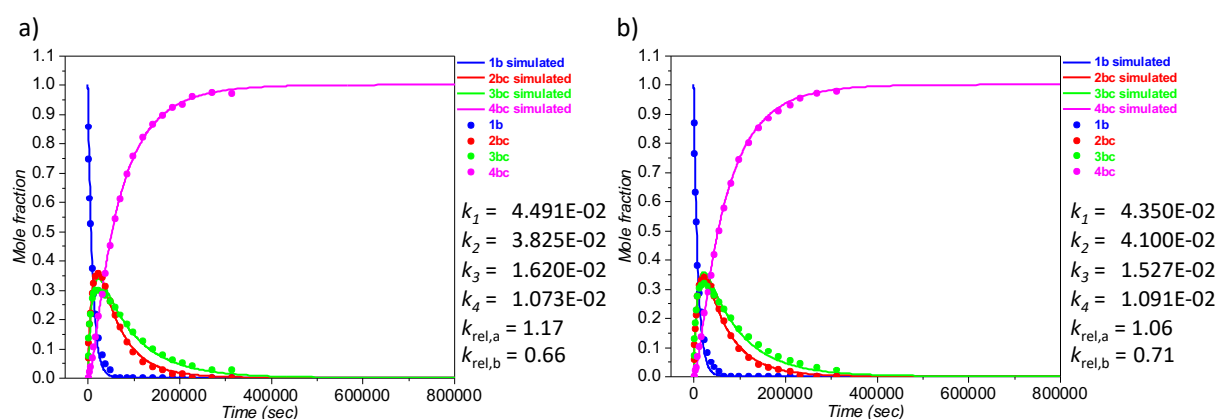 a)
1.1
1.0
0.9
0.8
0.7
0.6
0.5
0.4
0.3
0.2
0.1
0.0
Mole fraction
0
200000
400000
600000
800000
Time (sec)
1b simulated
2bc simulated
3bc simulated
4bc simulated
1b
2bc
3bc
4bc
k1 = 4.491E-02
k2 = 3.825E-02
k3 = 1.620E-02
k4 = 1.073E-02
krel,a = 1.17
krel,b = 0.66
b)
1.1
1.0
0.9
0.8
0.7
0.6
0.5
0.4
0.3
0.2
0.1
0.0
Mole fraction
0
200000
400000
600000
800000
Time (sec)
1b simulated
2bc simulated
3bc simulated
4bc simulated
1b
2bc
3bc
4bc
k1 = 4.350E-02
k2 = 4.100E-02
k3 = 1.527E-02
k4 = 1.091E-02
krel,a = 1.06
krel,b = 0.71